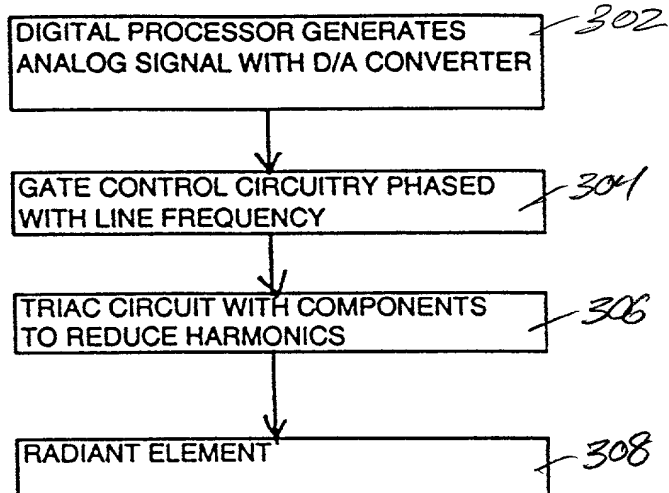 DIGITAL PROCESSOR GENERATES
ANALOG SIGNAL WITH D/A CONVERTER
302
GATE CONTROL CIRCUITRY PHASED
WITH LINE FREQUENCY
304
TRIAC CIRCUIT WITH COMPONENTS
TO REDUCE HARMONICS
306
RADIANT ELEMENT
308